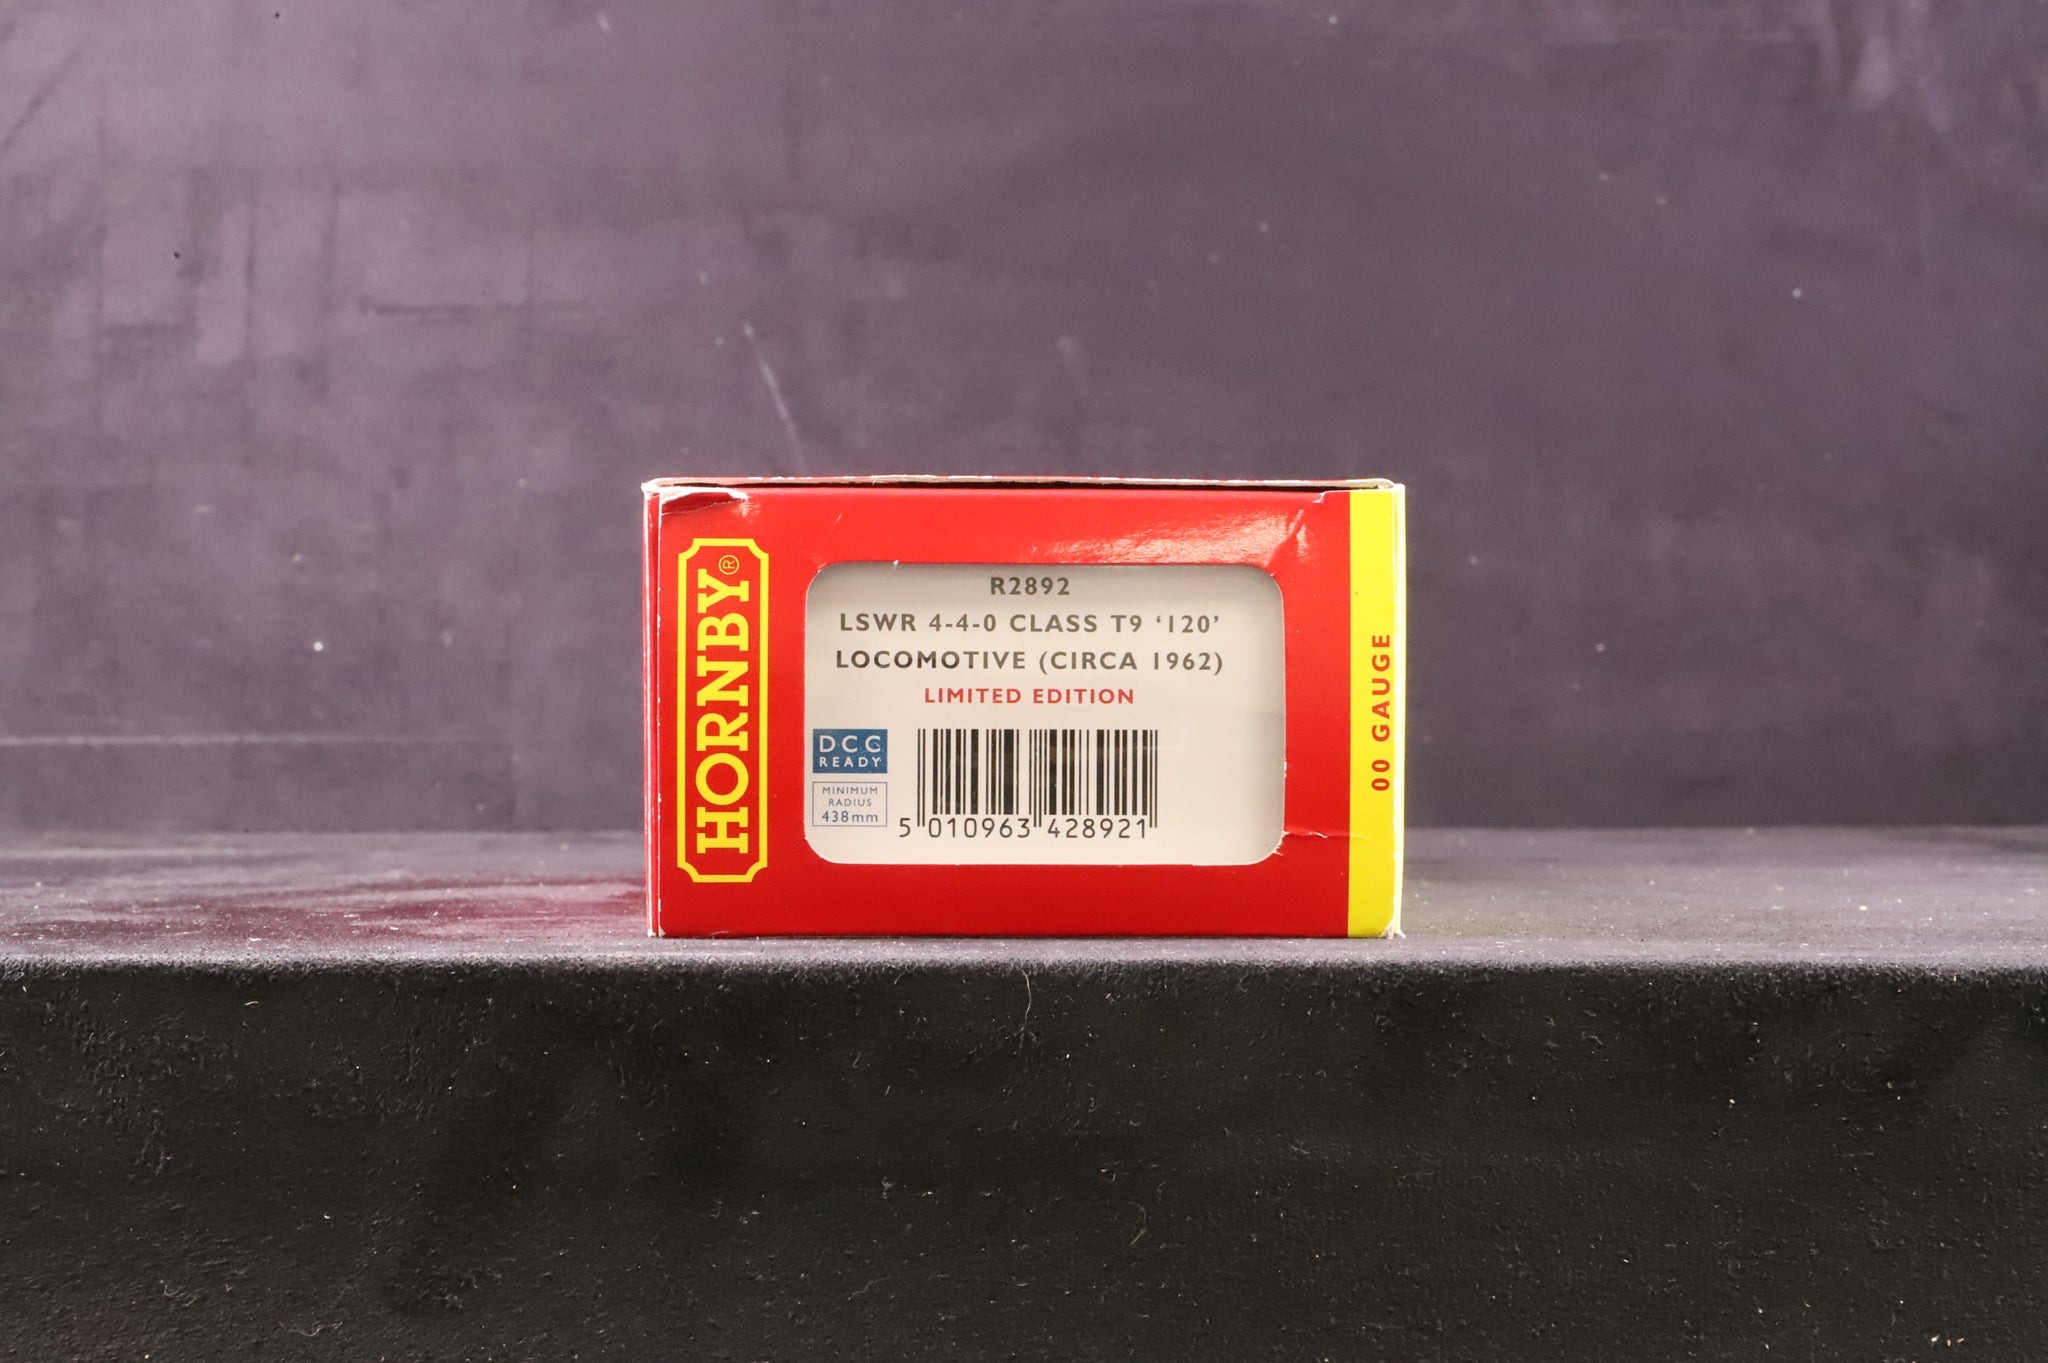 HORNBY®
R2892
LSWR 4-4-0 CLASS T9 ‘120’
LOCOMOTIVE (CIRCA 1962)
LIMITED EDITION
DCC
READY
MINIMUM
RADIUS
438mm
5 010963 428921
00 GAUGE